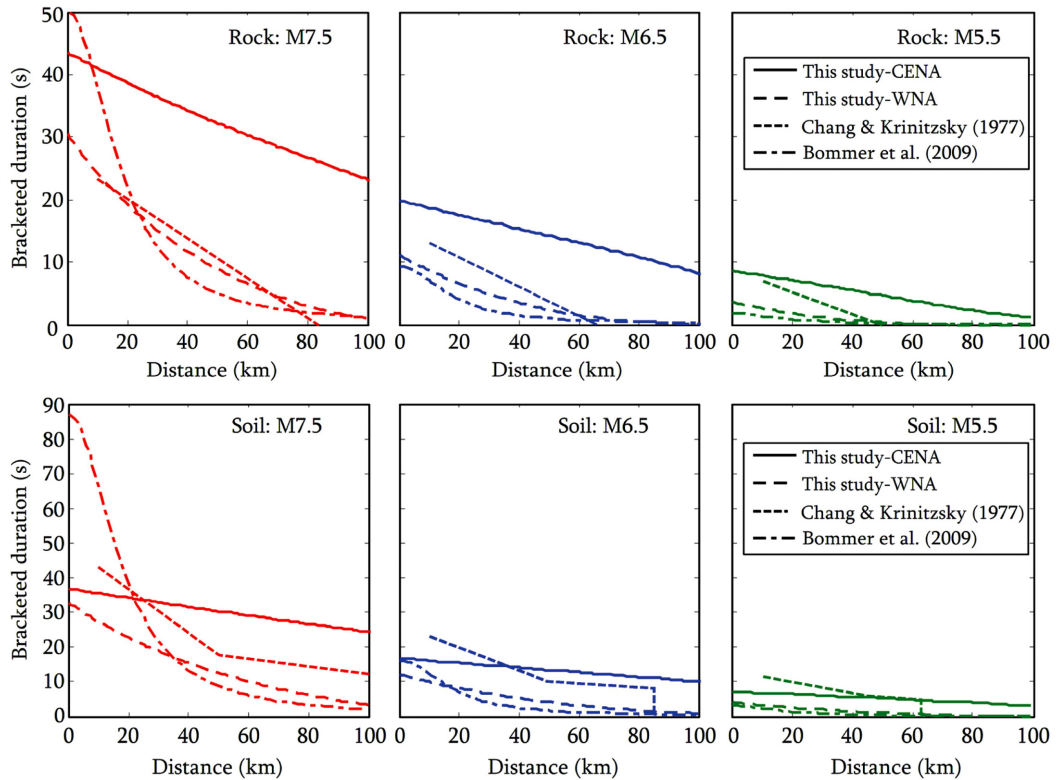 50
40
30
20
10
0
Bracketed duration (s)
Rock: M7.5
0 20 40 60 80 100
Distance (km)
Rock: M6.5
0 20 40 60 80 100
Distance (km)
Rock: M5.5
This study-CENA
This study-WNA
Chang & Krinitzsky (1977)
Bommer et al. (2009)
0 20 40 60 80 100
Distance (km)
90
80
70
60
50
40
30
20
10
0
Bracketed duration (s)
Soil: M7.5
0 20 40 60 80 100
Distance (km)
Soil: M6.5
0 20 40 60 80 100
Distance (km)
Soil: M5.5
This study-CENA
This study-WNA
Chang & Krinitzsky (1977)
Bommer et al. (2009)
0 20 40 60 80 100
Distance (km)